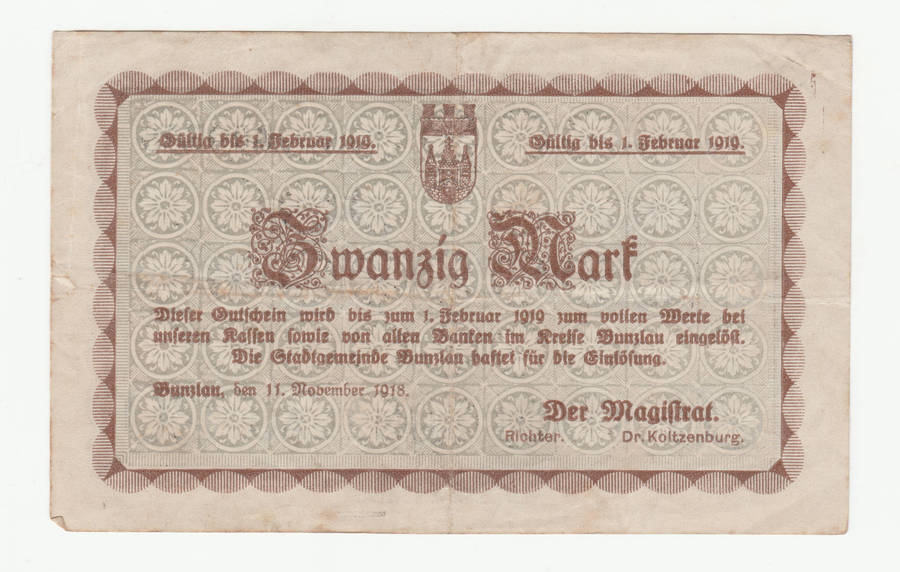 Gültig bis 1. Februar 1919.
Gültig bis 1. Februar 1919.
Zwanzig Mark
Dieser Gutschein wird bis zum 1. Februar 1919 zum vollen Werte bei
unseren Kassen sowie von allen Banken im Kreise Bunzlau eingelöst.
Die Stadtgemeinde Bunzlau haftet für die Einlösung.
Bunzlau, den 11. November 1918.
Der Magistrat.
Richter. Dr. Koltzenburg.